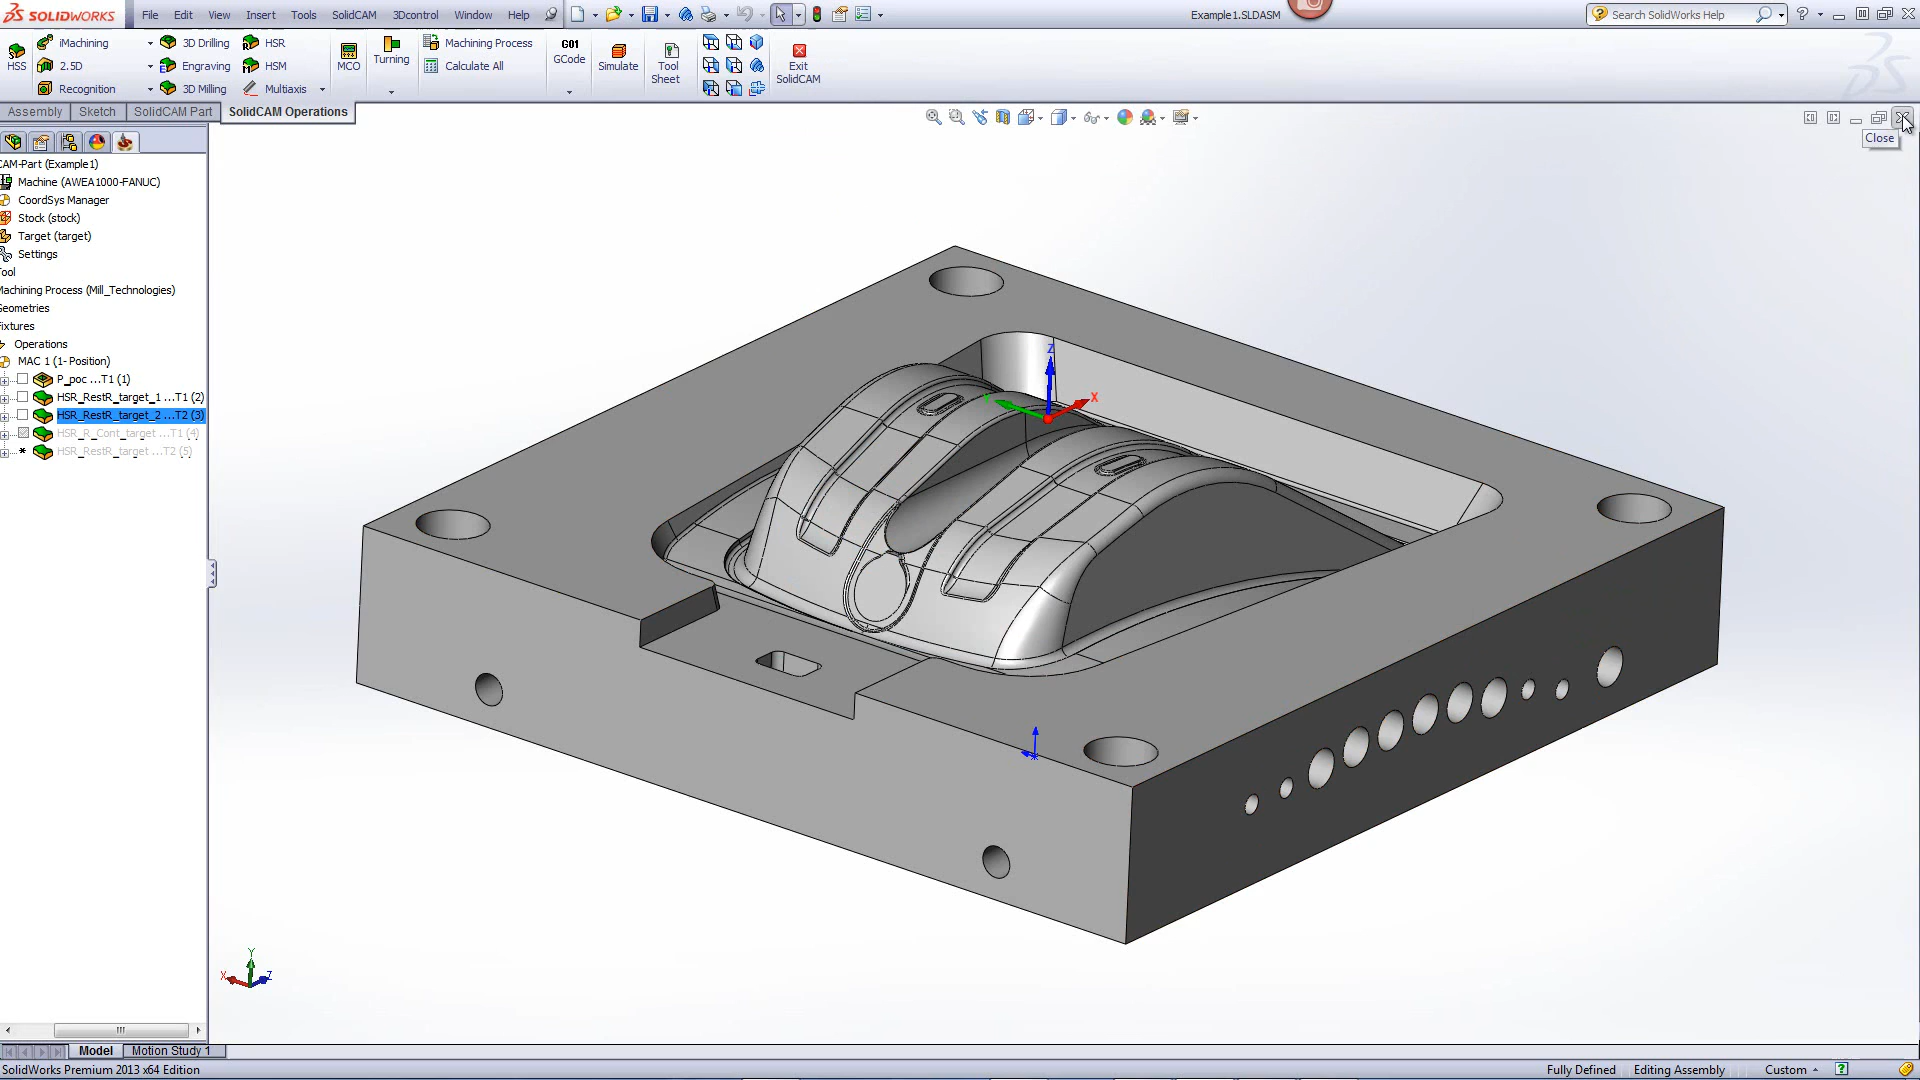 SOLIDWORKS File Edit View Insert Tools SolidCAM 3Dcontrol Window Help Example1.SLDASM Search SolidWorks Help
HSS
iMachining
2.5D
Recognition
3D Drilling
Engraving
3D Milling
HSR
HSM
Multiaxis
MCO
Turning
Machining Process
Calculate All
G01
GCode
Simulate
Tool
Sheet
Exit
SolidCAM
Assembly Sketch SolidCAM Part SolidCAM Operations
Close
CAM-Part (Example1)
Machine (AWEA1000-FANUC)
CoordSys Manager
Stock (stock)
Target (target)
Settings
Tool
Machining Process (Mill_Technologies)
Geometries
Fixtures
Operations
MAC 1 (1- Position)
P_poc ...T1 (1)
HSR_RestR_target_1 ...T1 (2)
HSR_RestR_target_2 ...T2 (3)
HSR_R_Cont_target ...T1 (4)
HSR_RestR_target ...T2 (5)
Z
X
Y
Y
X
Z
Model Motion Study 1
SolidWorks Premium 2013 x64 Edition Fully Defined Editing Assembly Custom